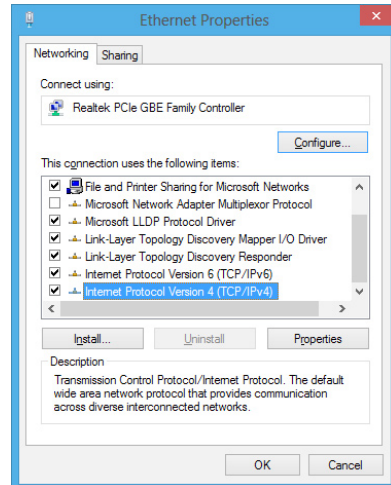 Ethernet Properties
Networking
Sharing
Connect using:
Realtek PCIe GBE Family Controller
Configure...
This connection uses the following items:
File and Printer Sharing for Microsoft Networks
Microsoft Network Adapter Multiplexor Protocol
Microsoft LLDP Protocol Driver
Link-Layer Topology Discovery Mapper I/O Driver
Link-Layer Topology Discovery Responder
Internet Protocol Version 6 (TCP/IPv6)
Internet Protocol Version 4 (TCP/IPv4)
Install...
Uninstall
Properties
Description
Transmission Control Protocol/Internet Protocol. The default
wide area network protocol that provides communication
across diverse interconnected networks.
OK
Cancel